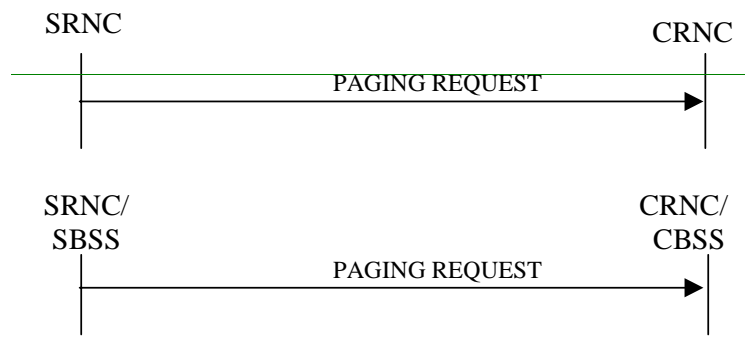 SRNC
CRNC
PAGING REQUEST
SRNC/
SBSS
CRNC/
CBSS
PAGING REQUEST